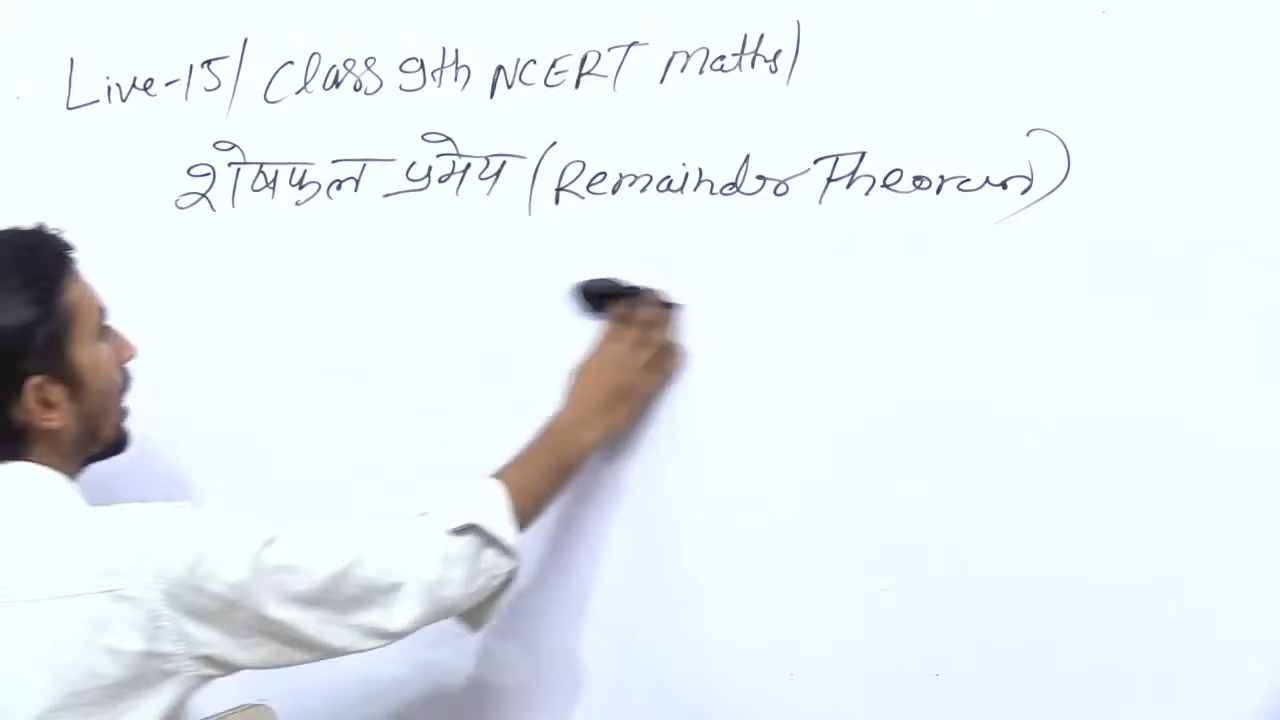 Live-15/ Class 9th NCERT Maths/
शेषफल प्रमेय (Remainder Theorem)